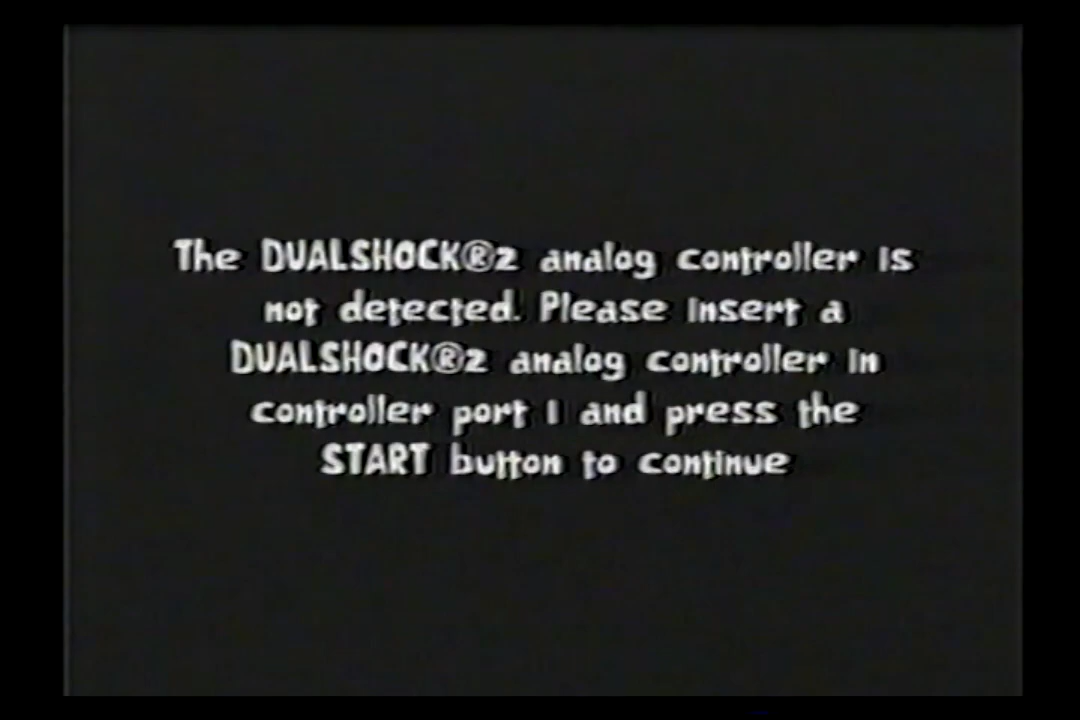 The DUALSHOCK®2 analog controller is
not detected. Please insert a
DUALSHOCK®2 analog controller in
controller port 1 and press the
START button to continue